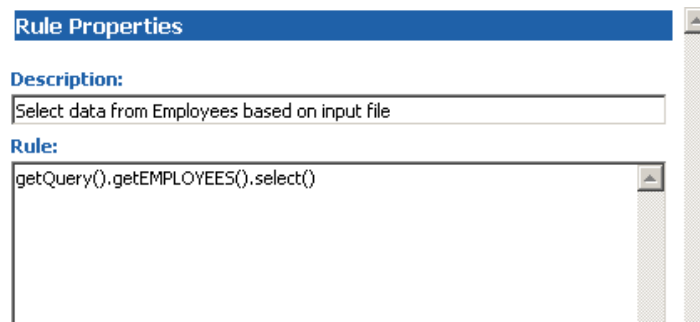 Rule Properties
Description:
Select data from Employees based on input file
Rule:
getQuery().getEMPLOYEES().select()